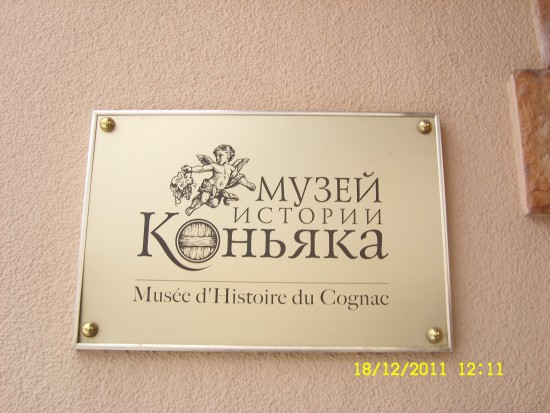 МУЗЕЙ
ИСТОРИИ
КОНЬЯКА
Musée d'Histoire du Cognac
18/12/2011 12:11